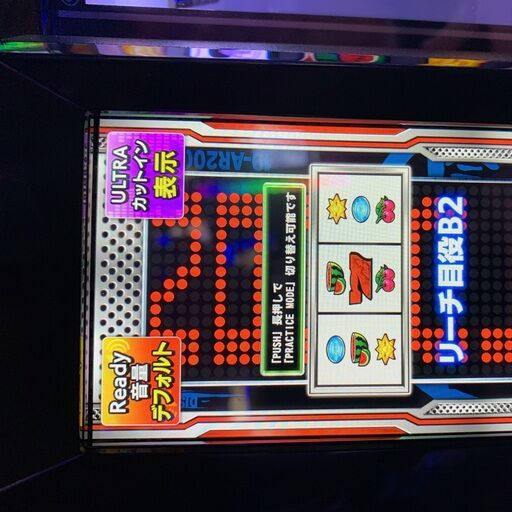 Ready
音量
デフォルト
ULTRA
カットイン
表示
「PUSH」長押しで
「PRACTICE MODE」切り替え可能です
リーチ目役B2